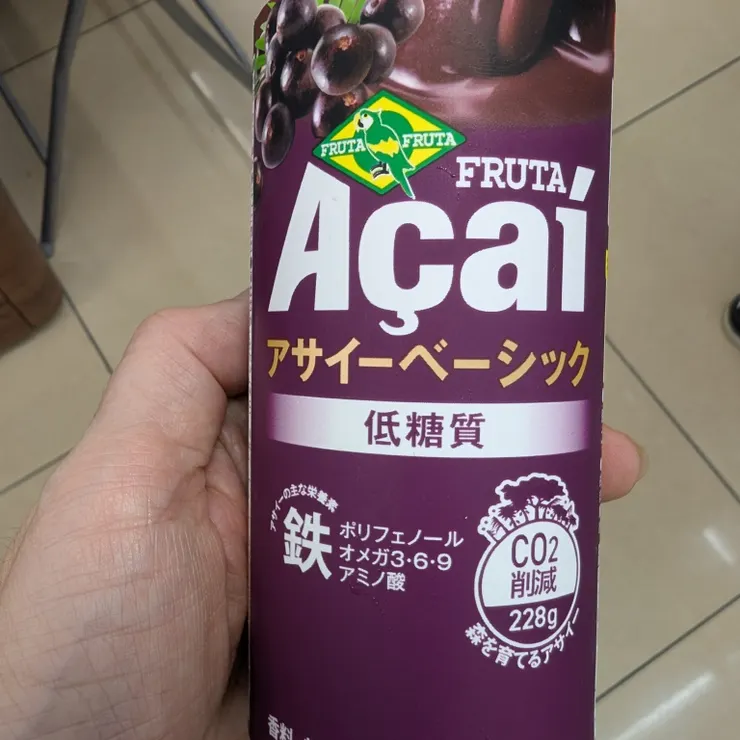 FRUTA FRUTA
FRUTA
Açaí
アサイーベーシック
低糖質
アサイーの主な栄養素
鉄
ポリフェノール
オメガ3・6・9
アミノ酸
CO2
削減
228g
森を育てるアサイー
香料